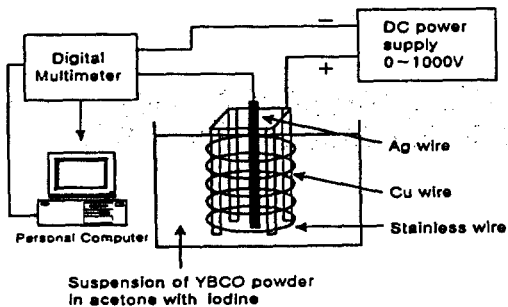 Digital
Multimeter
−
+
DC power
supply
0~1000V
Ag wire
Cu wire
Stainless wire
Personal Computer
Suspension of YBCO powder
in acetone with iodine